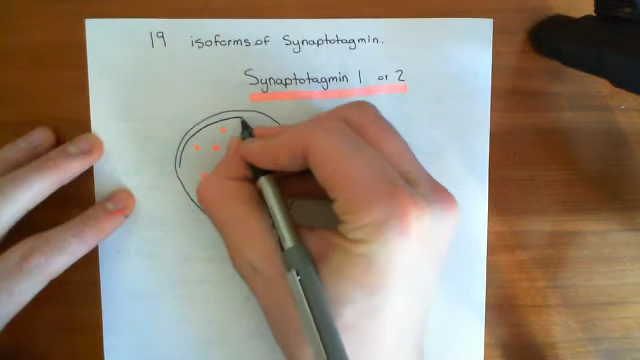 19 isoforms of Synaptotagmin.
Synaptotagmin 1 or 2